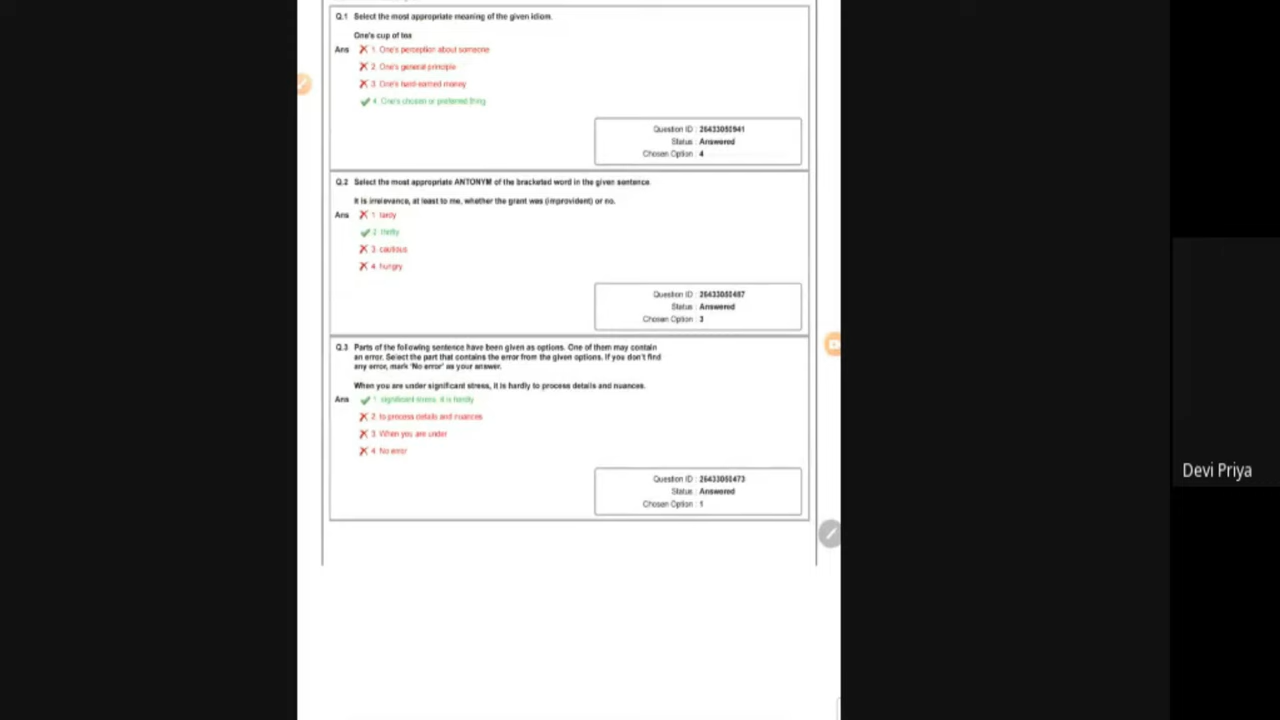 Q.1 Select the most appropriate meaning of the given idiom.
One's cup of tea
Ans 1. One's perception about someone
2. One's general principle
3. One's hard-earned money
4. One's chosen or preferred thing
Question ID : 26433050941
Status : Answered
Chosen Option : 4
Q.2 Select the most appropriate ANTONYM of the bracketed word in the given sentence.
It is irrelevance, at least to me, whether the grant was (improvident) or no.
Ans 1. tardy
2. thrifty
3. cautious
4. hungry
Question ID :
Status : Answered
Chosen Option : 3
Q.3 Parts of the following sentence have been given as options. One of them may contain
an error. Select the part that contains the error from the given options. If you don't find
any error, mark 'No error' as your answer.
When you are under significant stress, it is hardly to process details and nuances.
Ans 1. significant stress, it is hardly
2. to process details and nuances
3. When you are under
4. No error
Question ID :
Status : Answered
Chosen Option : 1
Devi Priya